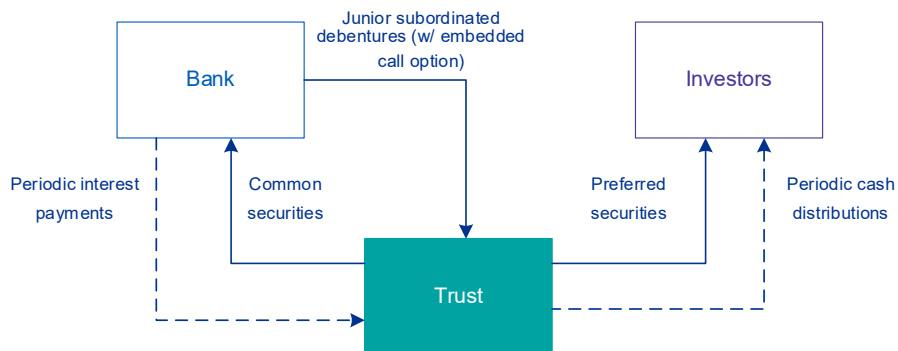 Junior subordinated
debentures (w/ embedded
call option)
Bank
Investors
Periodic interest
payments
Common
securities
Preferred
securities
Periodic cash
distributions
Trust